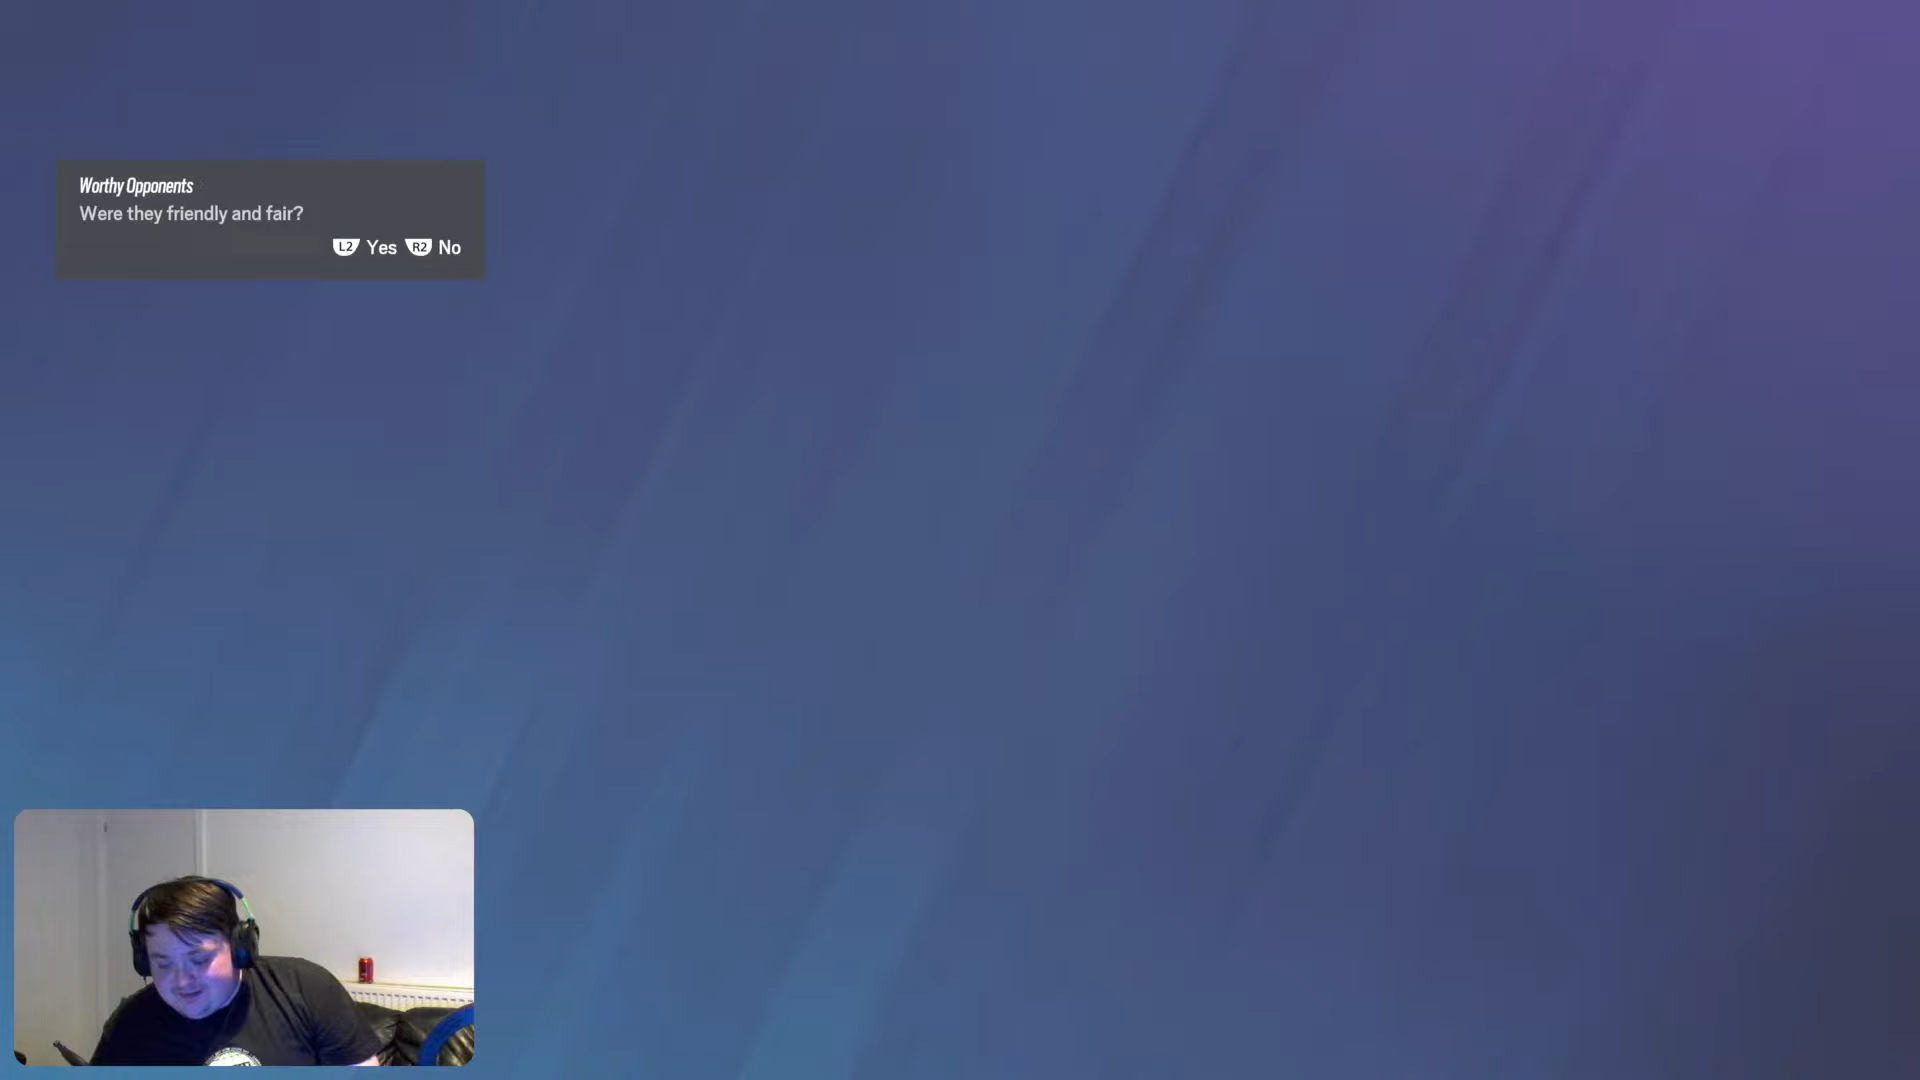 Worthy Opponents
Were they friendly and fair?
L2 Yes R2 No